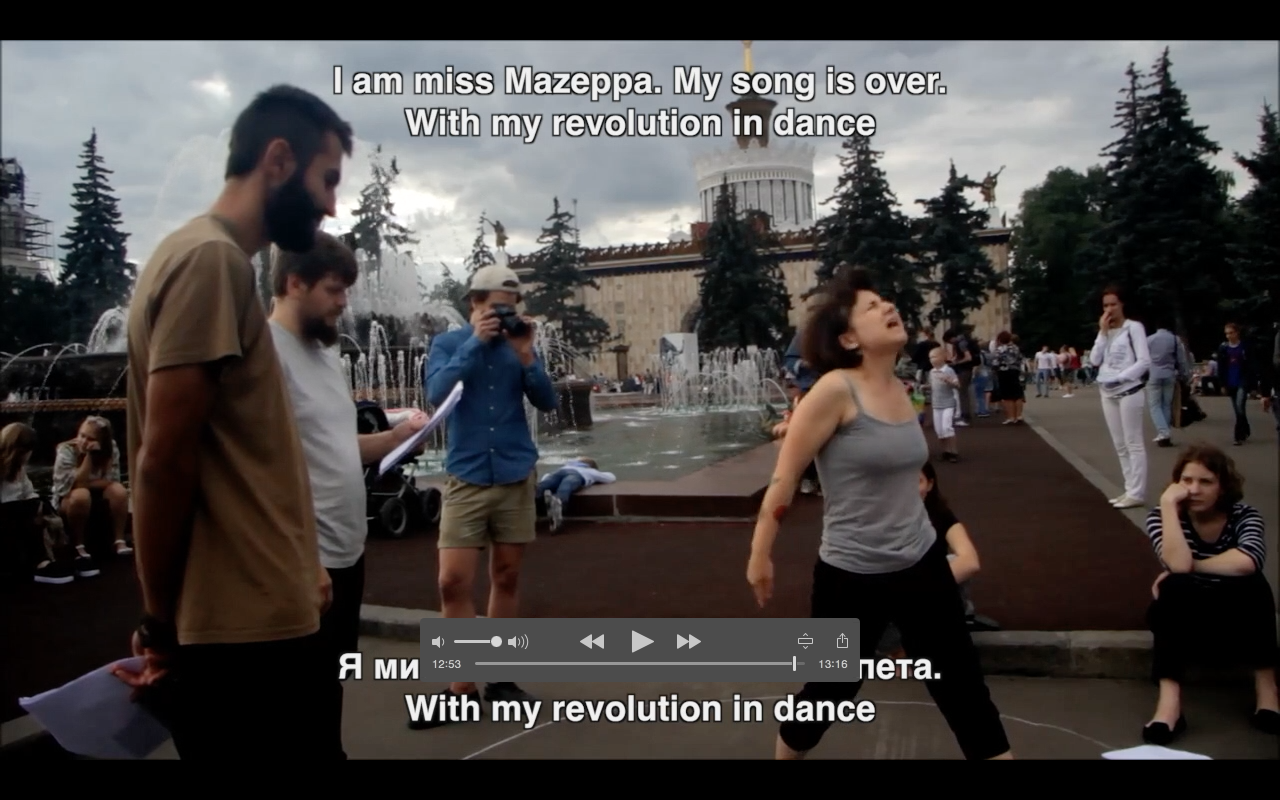 I am miss Mazeppa. My song is over.
With my revolution in dance
12:53 13:16
Я ми пета.
With my revolution in dance